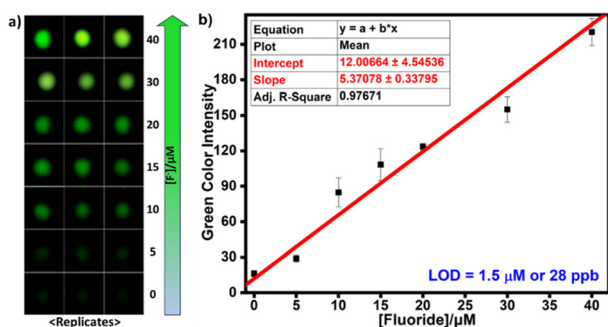 a)
40
30
20
15
10
5
0
[F-]/μM
<Replicates>
b)
Equation y = a + b*x
Plot Mean
Intercept 12.00664 ± 4.54536
Slope 5.37078 ± 0.33795
Adj. R-Square 0.97671
Green Color Intensity
210
180
150
120
90
60
30
0
LOD = 1.5 μM or 28 ppb
0 5 10 15 20 25 30 35 40
[Fluoride]/μM